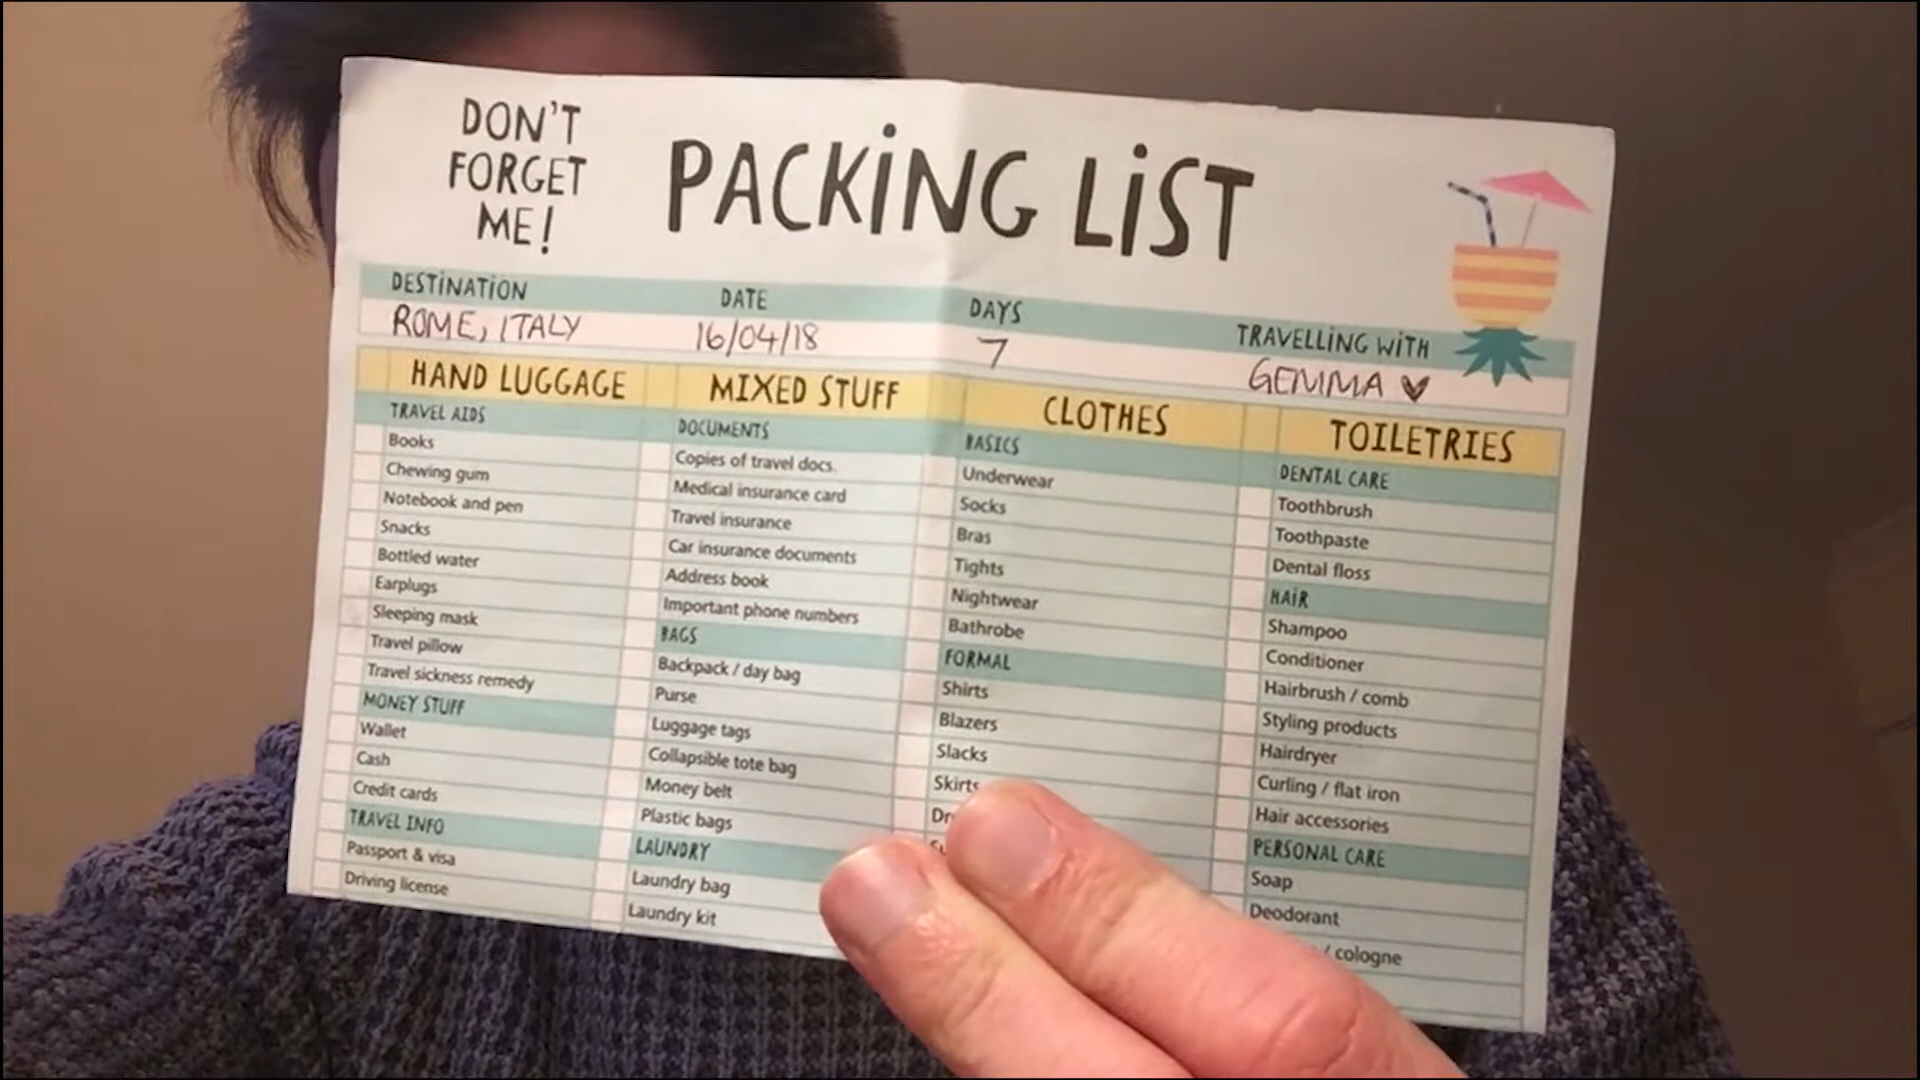 DON'T
FORGET
ME!
PACKING LIST
DESTINATION
ROME, ITALY
DATE
16/04/18
DAYS
7
TRAVELLING WITH
GEMMA ♥
HAND LUGGAGE
TRAVEL AIDS
Books
Chewing gum
Notebook and pen
Snacks
Bottled water
Earplugs
Sleeping mask
Travel pillow
Travel sickness remedy
MONEY STUFF
Wallet
Cash
Credit cards
TRAVEL INFO
Passport & visa
Driving license
MIXED STUFF
DOCUMENTS
Copies of travel docs.
Medical insurance card
Travel insurance
Car insurance documents
Address book
Important phone numbers
BAGS
Backpack / day bag
Purse
Luggage tags
Collapsible tote bag
Money belt
Plastic bags
LAUNDRY
Laundry bag
Laundry kit
CLOTHES
BASICS
Underwear
Socks
Bras
Tights
Nightwear
Bathrobe
FORMAL
Shirts
Blazers
Slacks
Skirts
TOILETRIES
DENTAL CARE
Toothbrush
Toothpaste
Dental floss
HAIR
Shampoo
Conditioner
Hairbrush / comb
Styling products
Hairdryer
Curling / flat iron
Hair accessories
PERSONAL CARE
Soap
Deodorant
/ cologne